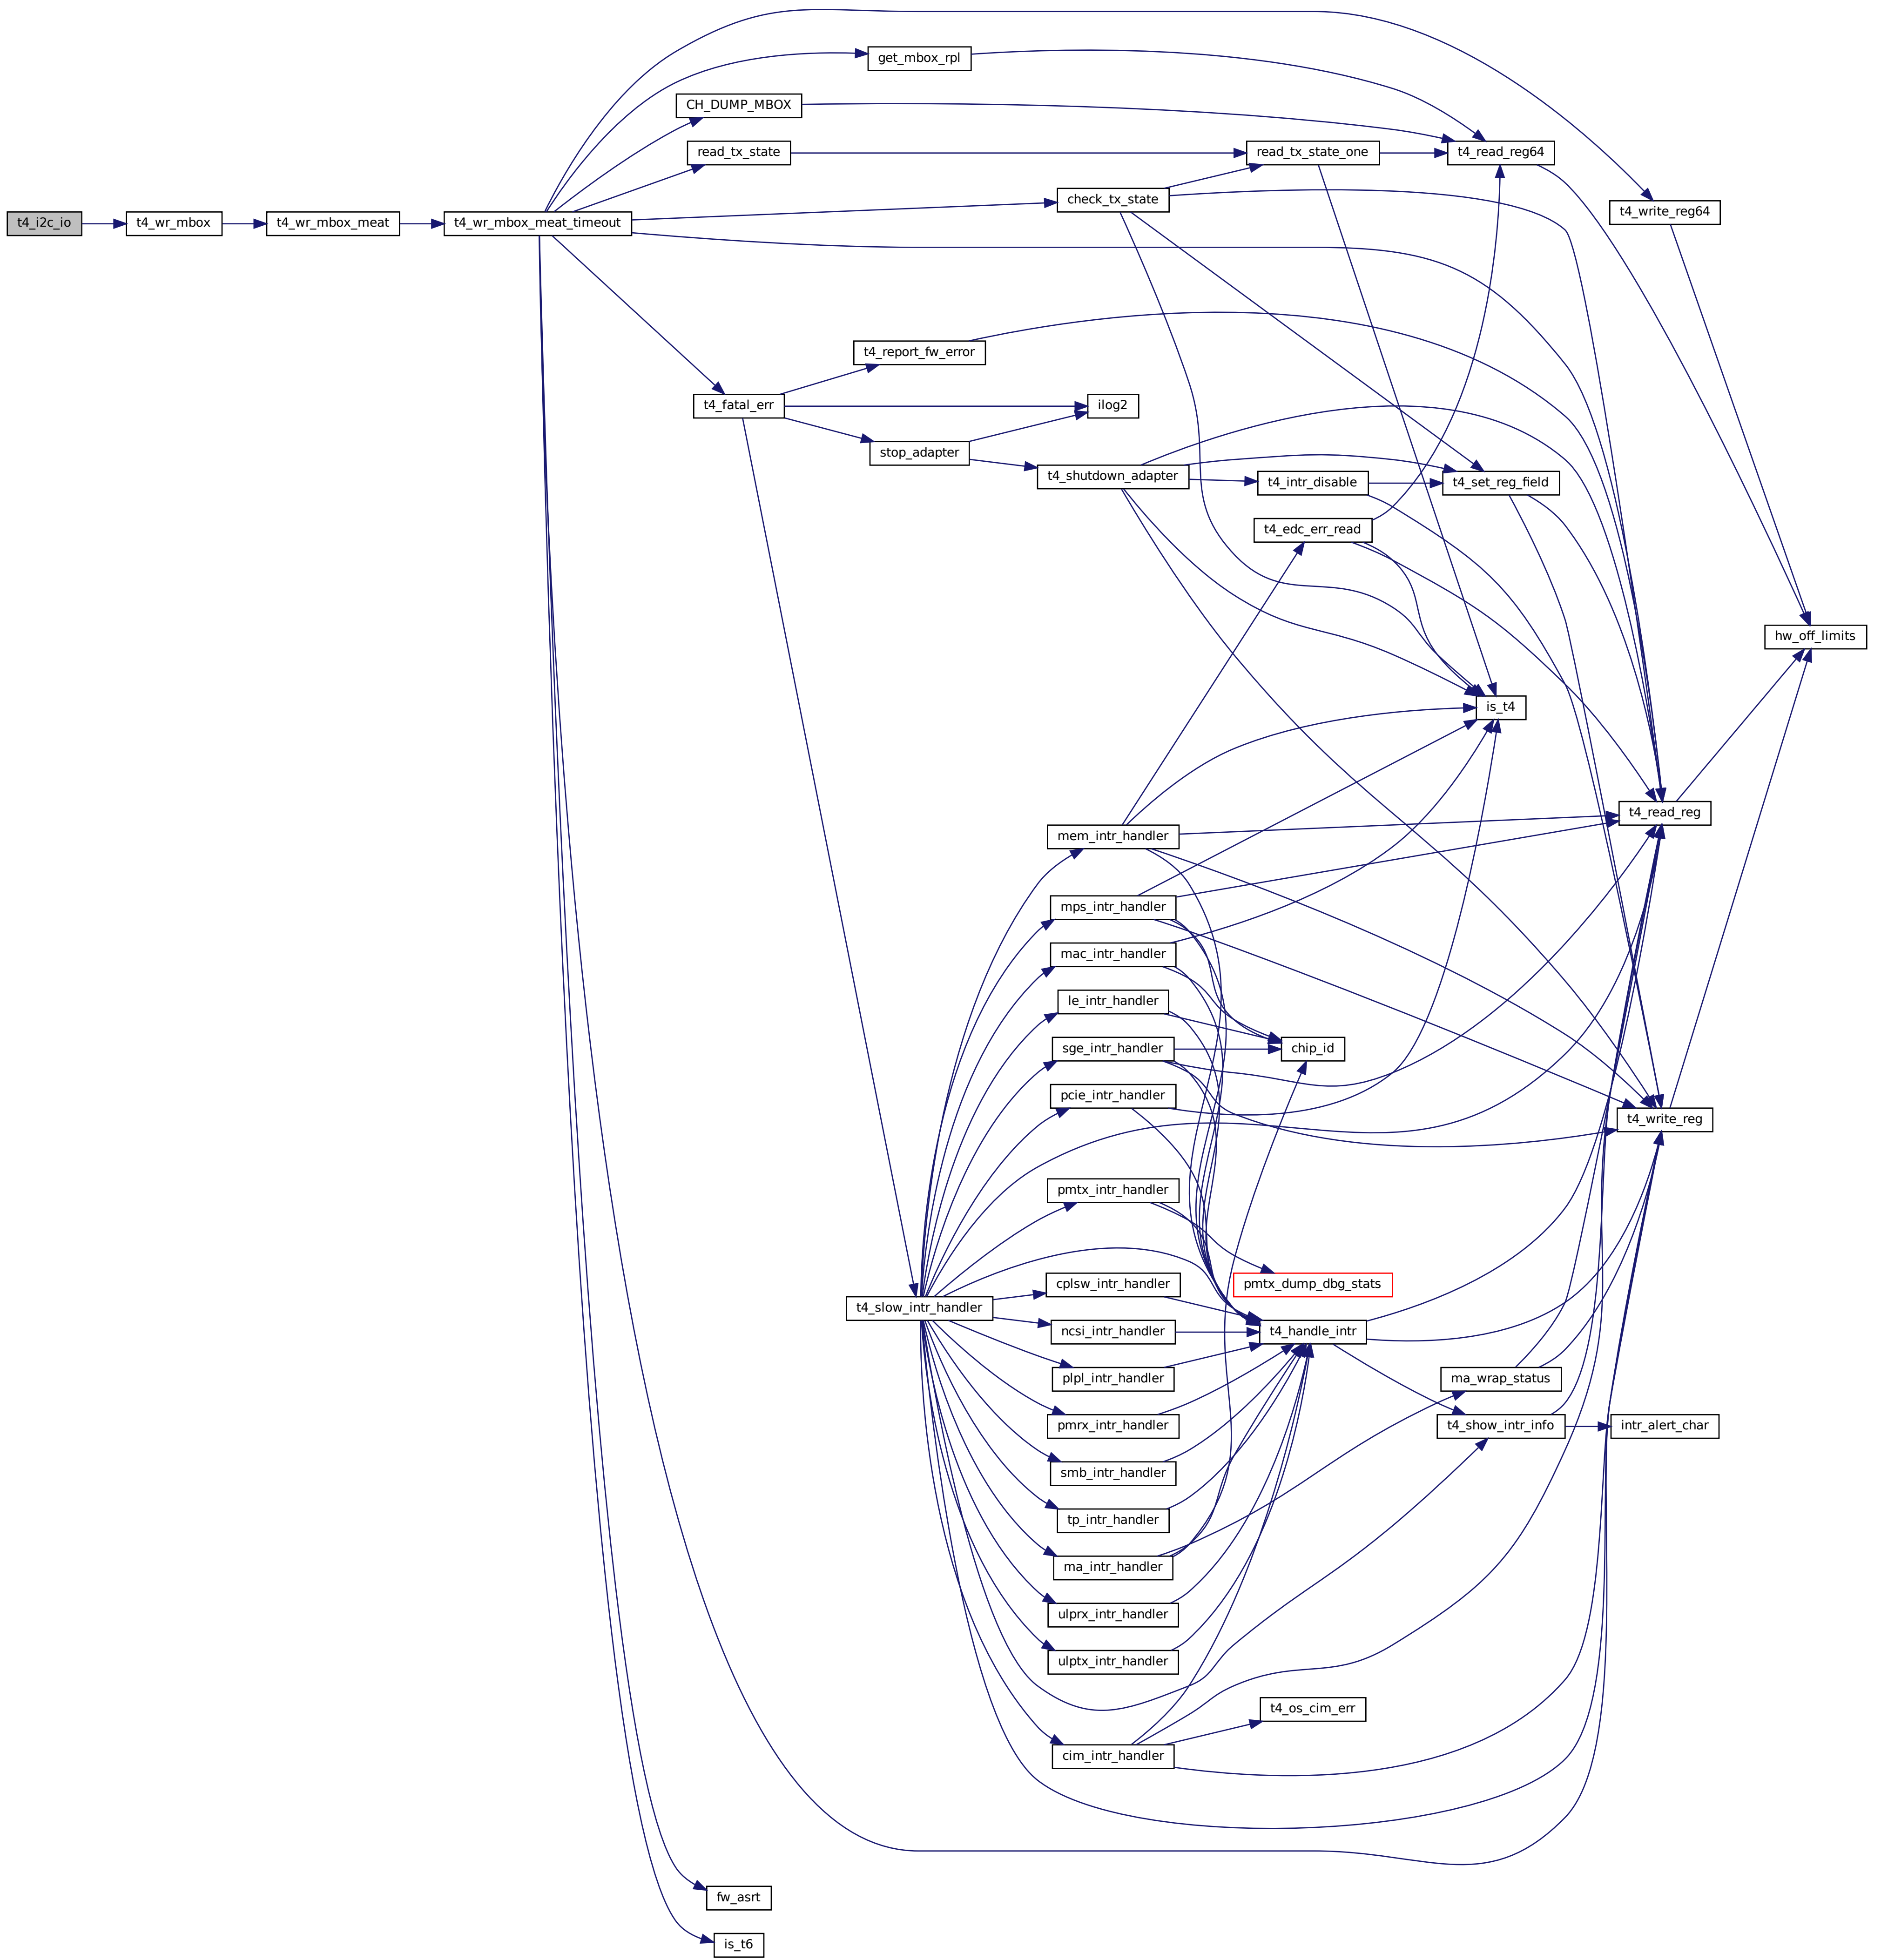 t4_i2c_io
t4_wr_mbox
t4_wr_mbox_meat
t4_wr_mbox_meat_timeout
get_mbox_rpl
CH_DUMP_MBOX
read_tx_state
read_tx_state_one
t4_read_reg64
check_tx_state
t4_write_reg64
t4_report_fw_error
t4_fatal_err
ilog2
stop_adapter
t4_shutdown_adapter
t4_intr_disable
t4_set_reg_field
t4_edc_err_read
hw_off_limits
is_t4
t4_read_reg
mem_intr_handler
mps_intr_handler
mac_intr_handler
le_intr_handler
sge_intr_handler
chip_id
pcie_intr_handler
t4_write_reg
pmtx_intr_handler
cplsw_intr_handler
pmtx_dump_dbg_stats
t4_slow_intr_handler
ncsi_intr_handler
t4_handle_intr
plpl_intr_handler
ma_wrap_status
pmrx_intr_handler
t4_show_intr_info
intr_alert_char
smb_intr_handler
tp_intr_handler
ma_intr_handler
ulprx_intr_handler
ulptx_intr_handler
t4_os_cim_err
cim_intr_handler
fw_asrt
is_t6